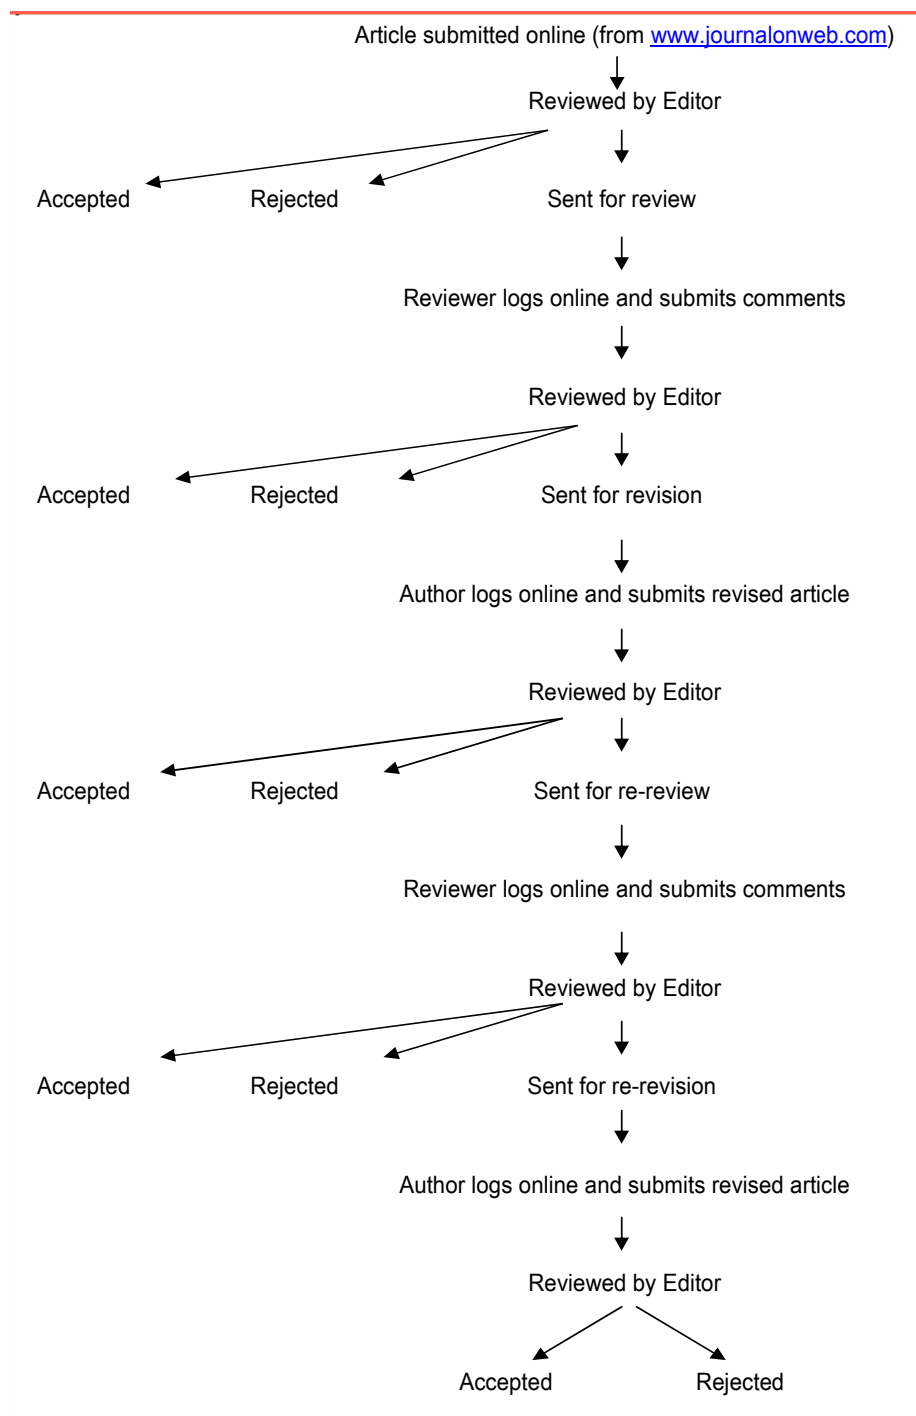 Article submitted online (from www.journalonweb.com)
Reviewed by Editor
Accepted Rejected Sent for review
Reviewer logs online and submits comments
Reviewed by Editor
Accepted Rejected Sent for revision
Author logs online and submits revised article
Reviewed by Editor
Accepted Rejected Sent for re-review
Reviewer logs online and submits comments
Reviewed by Editor
Accepted Rejected Sent for re-revision
Author logs online and submits revised article
Reviewed by Editor
Accepted Rejected